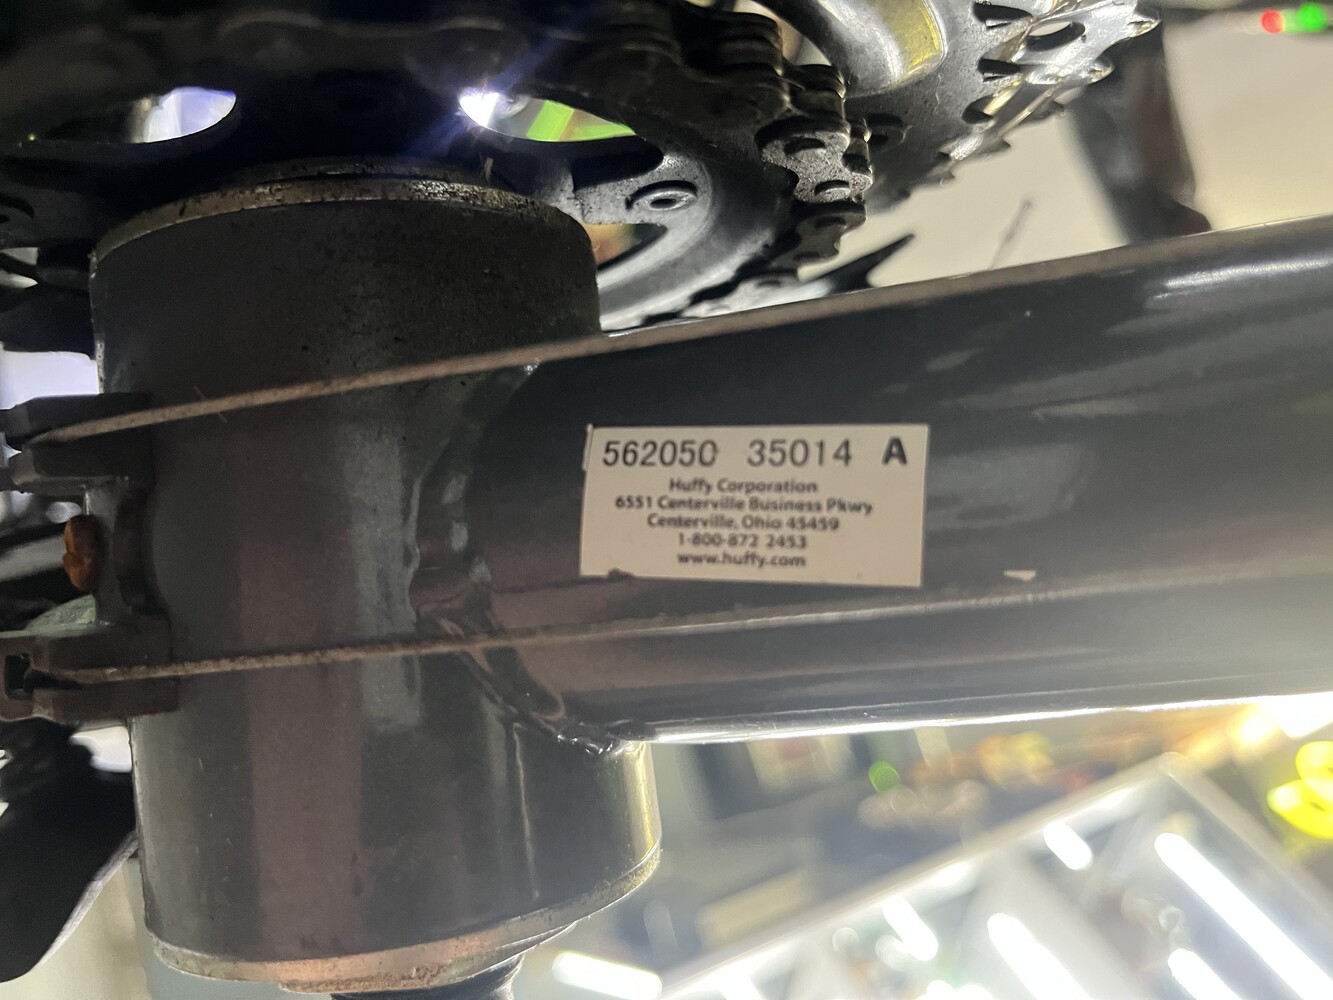 562050 35014 A
Huffy Corporation
6551 Centerville Business Pkwy
Centerville, Ohio 45459
1-800-872 2453
www.huffy.com